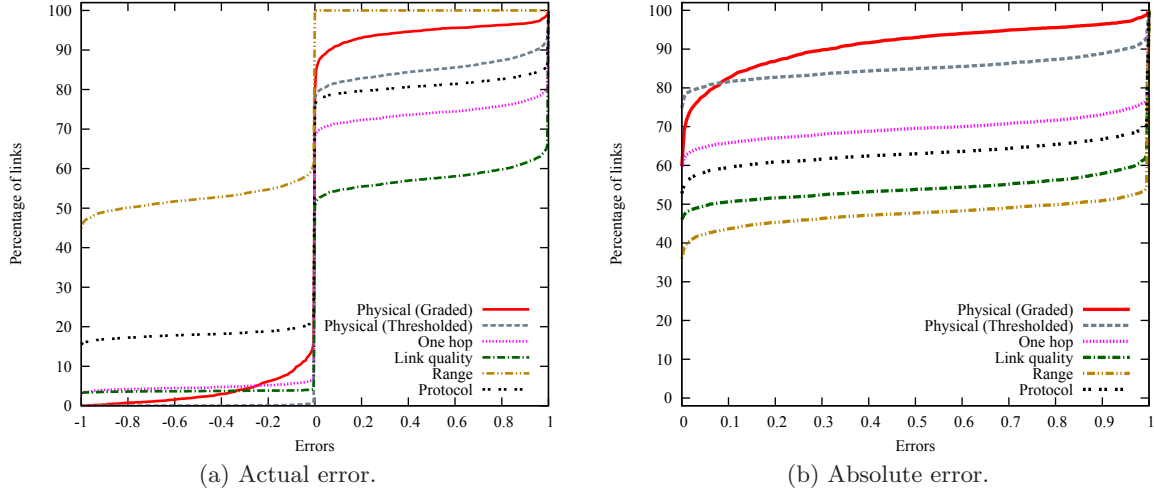 100
90
80
70
60
50
40
30
20
10
0
Percentage of links
Physical (Graded)
Physical (Thresholded)
One hop
Link quality
Range
Protocol
-1 -0.8 -0.6 -0.4 -0.2 0 0.2 0.4 0.6 0.8 1
Errors
(a) Actual error.
100
90
80
70
60
50
40
30
20
10
0
Percentage of links
Physical (Graded)
Physical (Thresholded)
One hop
Link quality
Range
Protocol
0 0.1 0.2 0.3 0.4 0.5 0.6 0.7 0.8 0.9 1
Errors
(b) Absolute error.